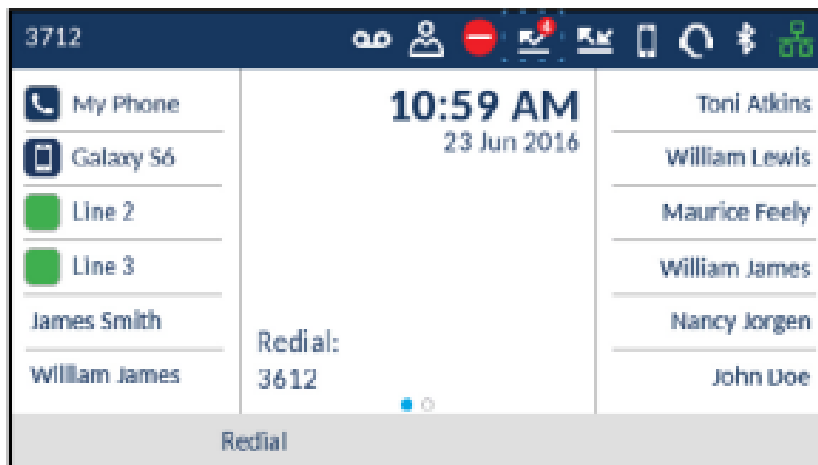 3712
4
My Phone
Galaxy S6
Line 2
Line 3
James Smith
William James
10:59 AM
23 Jun 2016
Redial:
3612
Toni Atkins
William Lewis
Maurice Feely
William James
Nancy Jorgen
John Doe
Redial